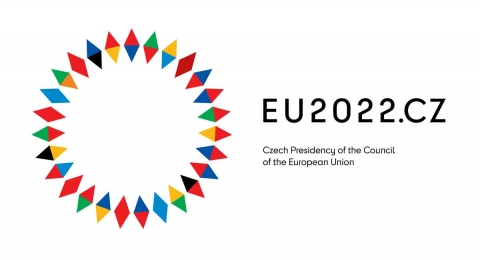 EU2022.CZ
Czech Presidency of the Council
of the European Union